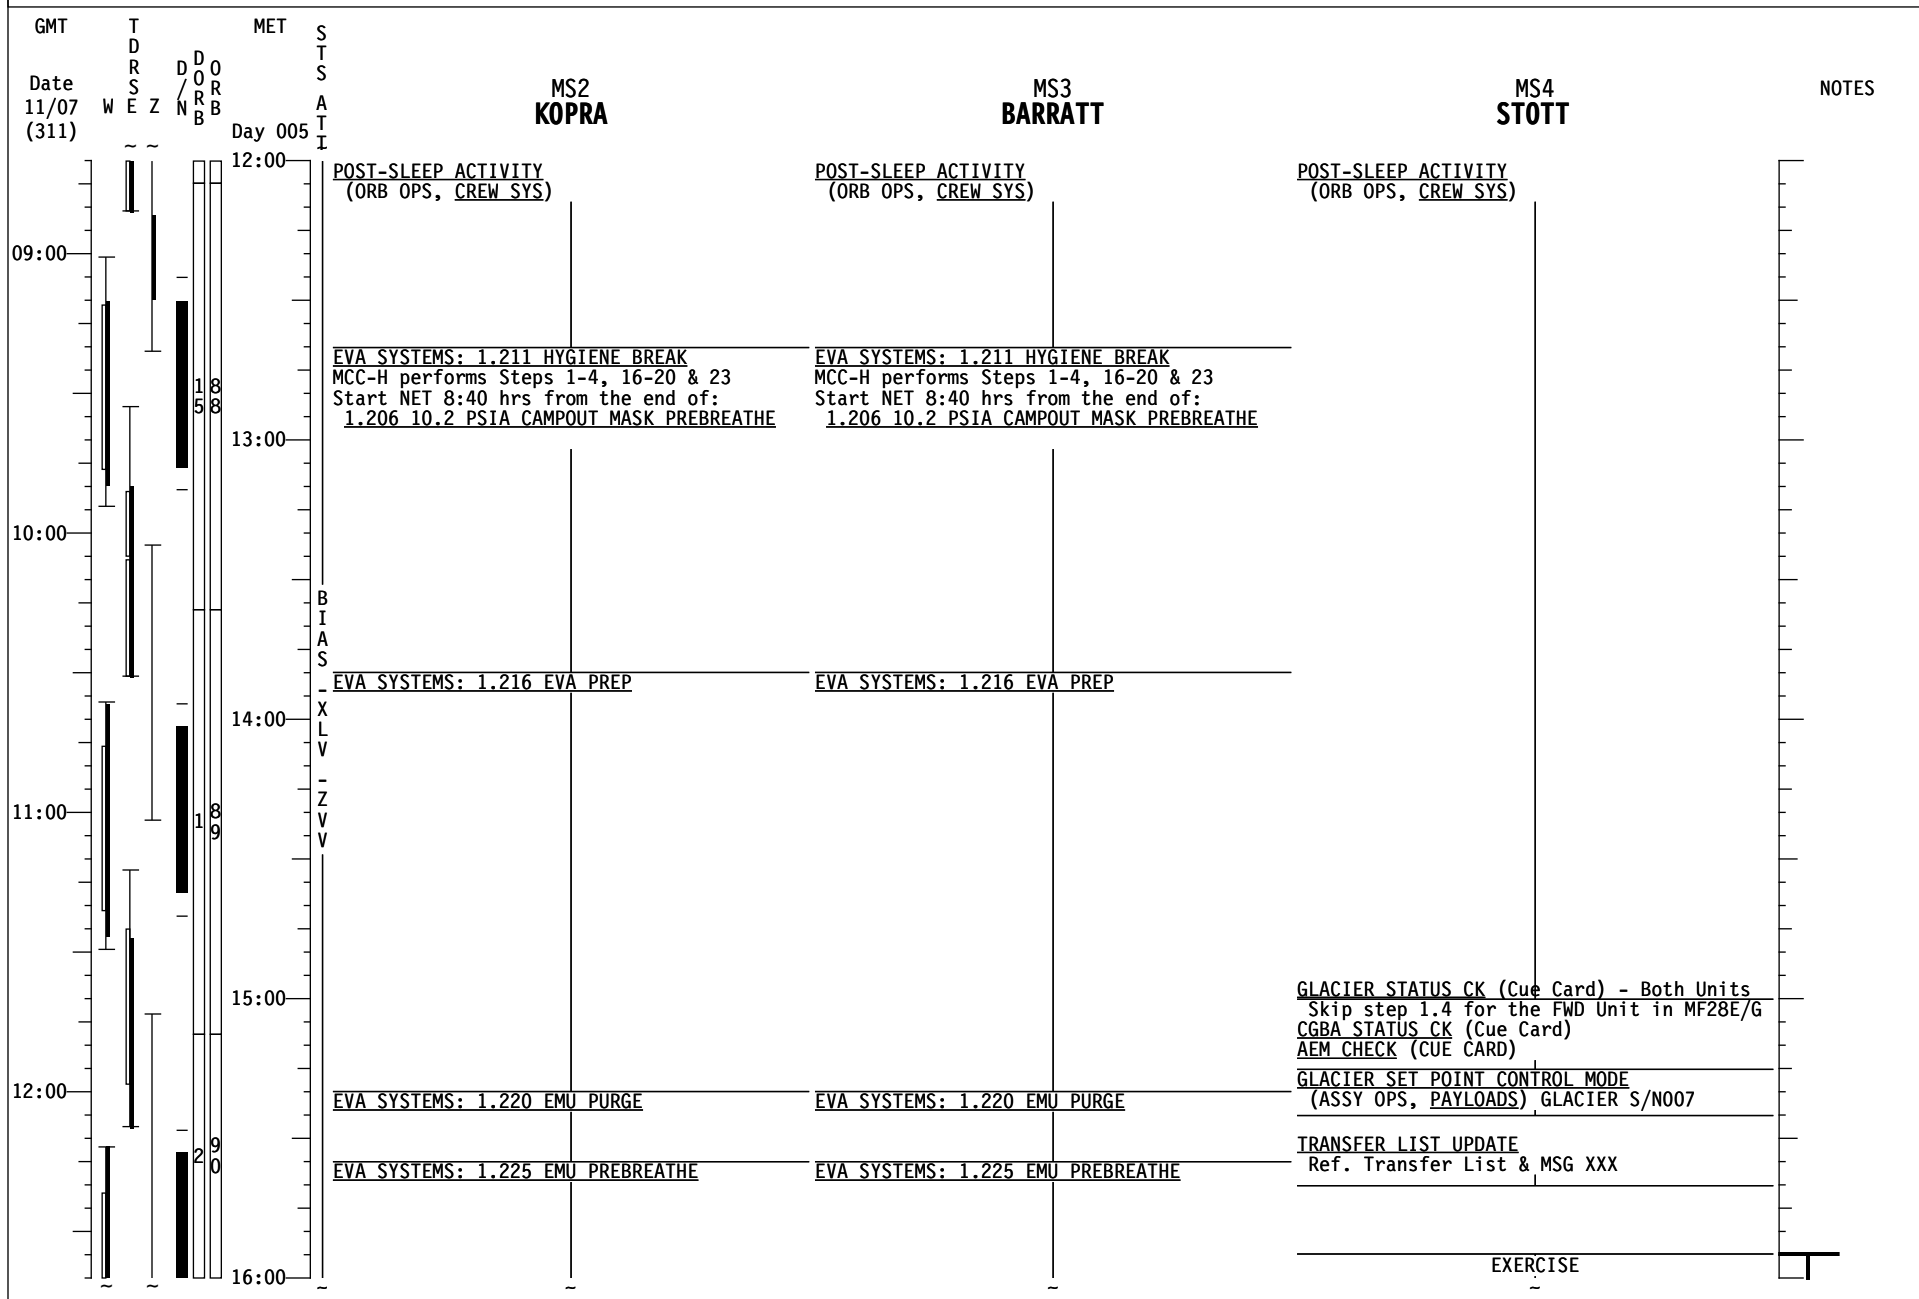 GMT
TDRS
MET
STS ATT
D/N
DORB
ORB
Date
11/07
(311)
W E Z
Day 005
MS2
KOPRA
MS3
BARRATT
MS4
STOTT
NOTES
~ ~
12:00
POST-SLEEP ACTIVITY
(ORB OPS, CREW SYS)
POST-SLEEP ACTIVITY
(ORB OPS, CREW SYS)
POST-SLEEP ACTIVITY
(ORB OPS, CREW SYS)
09:00
EVA SYSTEMS: 1.211 HYGIENE BREAK
MCC-H performs Steps 1-4, 16-20 & 23
Start NET 8:40 hrs from the end of:
1.206 10.2 PSIA CAMPOUT MASK PREBREATHE
EVA SYSTEMS: 1.211 HYGIENE BREAK
MCC-H performs Steps 1-4, 16-20 & 23
Start NET 8:40 hrs from the end of:
1.206 10.2 PSIA CAMPOUT MASK PREBREATHE
15
88
13:00
10:00
BIAS -XLV -ZVV
EVA SYSTEMS: 1.216 EVA PREP
EVA SYSTEMS: 1.216 EVA PREP
14:00
11:00
1
89
15:00
GLACIER STATUS CK (Cue Card) - Both Units
Skip step 1.4 for the FWD Unit in MF28E/G
CGBA STATUS CK (Cue Card)
AEM CHECK (CUE CARD)
GLACIER SET POINT CONTROL MODE
(ASSY OPS, PAYLOADS) GLACIER S/N007
12:00
EVA SYSTEMS: 1.220 EMU PURGE
EVA SYSTEMS: 1.220 EMU PURGE
2
90
TRANSFER LIST UPDATE
Ref. Transfer List & MSG XXX
EVA SYSTEMS: 1.225 EMU PREBREATHE
EVA SYSTEMS: 1.225 EMU PREBREATHE
EXERCISE
16:00
~ ~ ~ ~ ~ ~